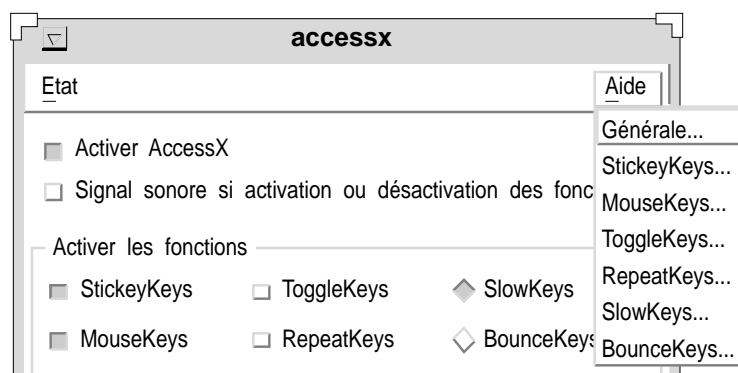 accessx
Etat Aide
Activer AccessX
Signal sonore si activation ou désactivation des fonc
Activer les fonctions
StickeyKeys ToggleKeys SlowKeys
MouseKeys RepeatKeys BounceKeys
Générale...
StickeyKeys...
MouseKeys...
ToggleKeys...
RepeatKeys...
SlowKeys...
BounceKeys...